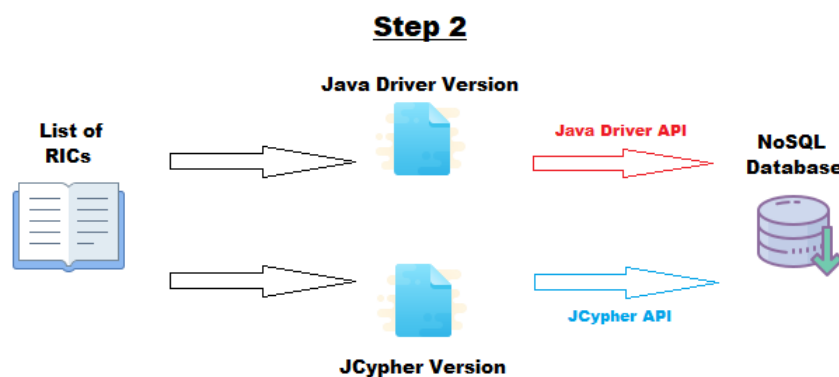 Step 2
Java Driver Version
List of
RICs
Java Driver API
NoSQL
Database
JCypher API
JCypher Version